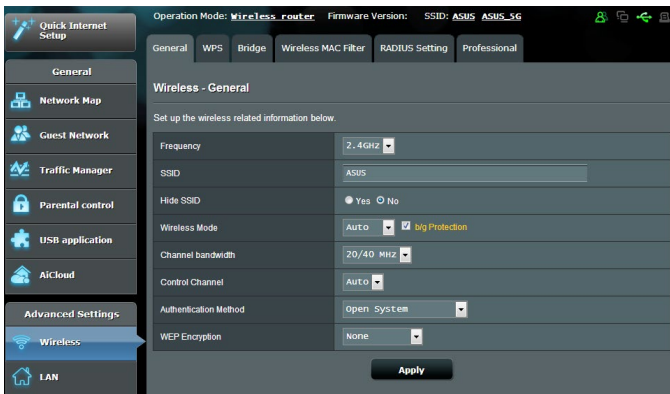 Quick Internet
Setup
Operation Mode: Wireless router Firmware Version: SSID: ASUS ASUS_5G
General WPS Bridge Wireless MAC Filter RADIUS Setting Professional
General
Network Map
Guest Network
Traffic Manager
Parental control
USB application
AiCloud
Advanced Settings
Wireless
LAN
Wireless - General
Set up the wireless related information below.
Frequency 2.4GHz
SSID ASUS
Hide SSID Yes No
Wireless Mode Auto b/g Protection
Channel bandwidth 20/40 MHz
Control Channel Auto
Authentication Method Open System
WEP Encryption None
Apply